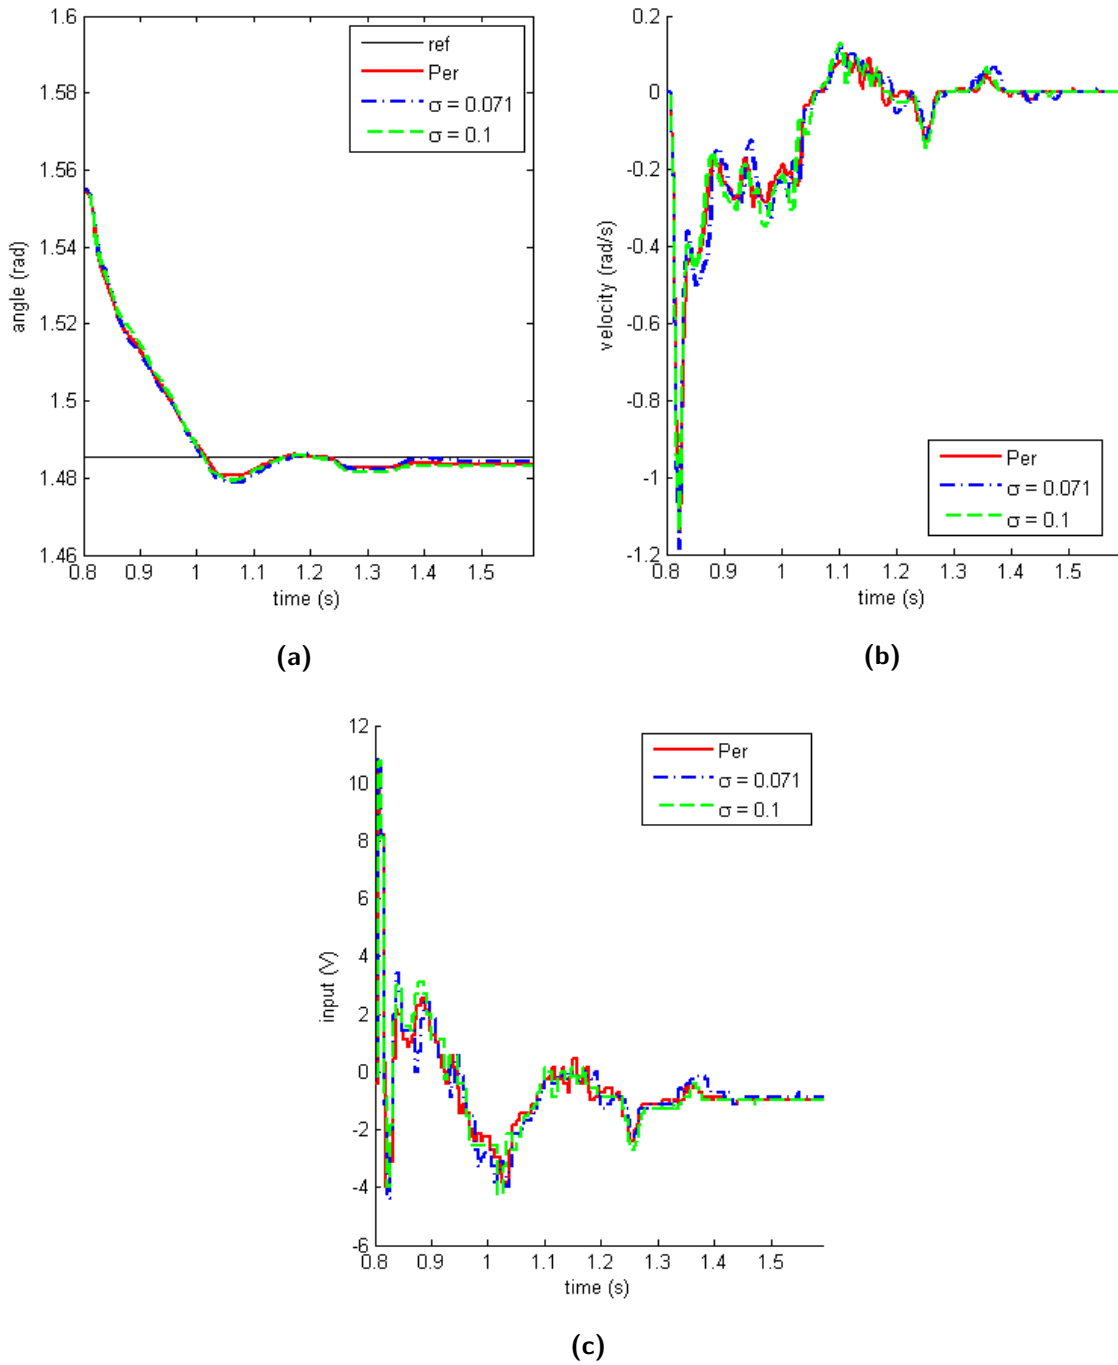 1.6
1.58
1.56
1.54
1.52
1.5
1.48
1.46
angle (rad)
ref
Per
σ = 0.071
σ = 0.1
0.8 0.9 1 1.1 1.2 1.3 1.4 1.5
time (s)
(a)
0.2
0
-0.2
-0.4
-0.6
-0.8
-1
-1.2
velocity (rad/s)
Per
σ = 0.071
σ = 0.1
0.8 0.9 1 1.1 1.2 1.3 1.4 1.5
time (s)
(b)
12
10
8
6
4
2
0
-2
-4
-6
input (V)
Per
σ = 0.071
σ = 0.1
0.8 0.9 1 1.1 1.2 1.3 1.4 1.5
time (s)
(c)